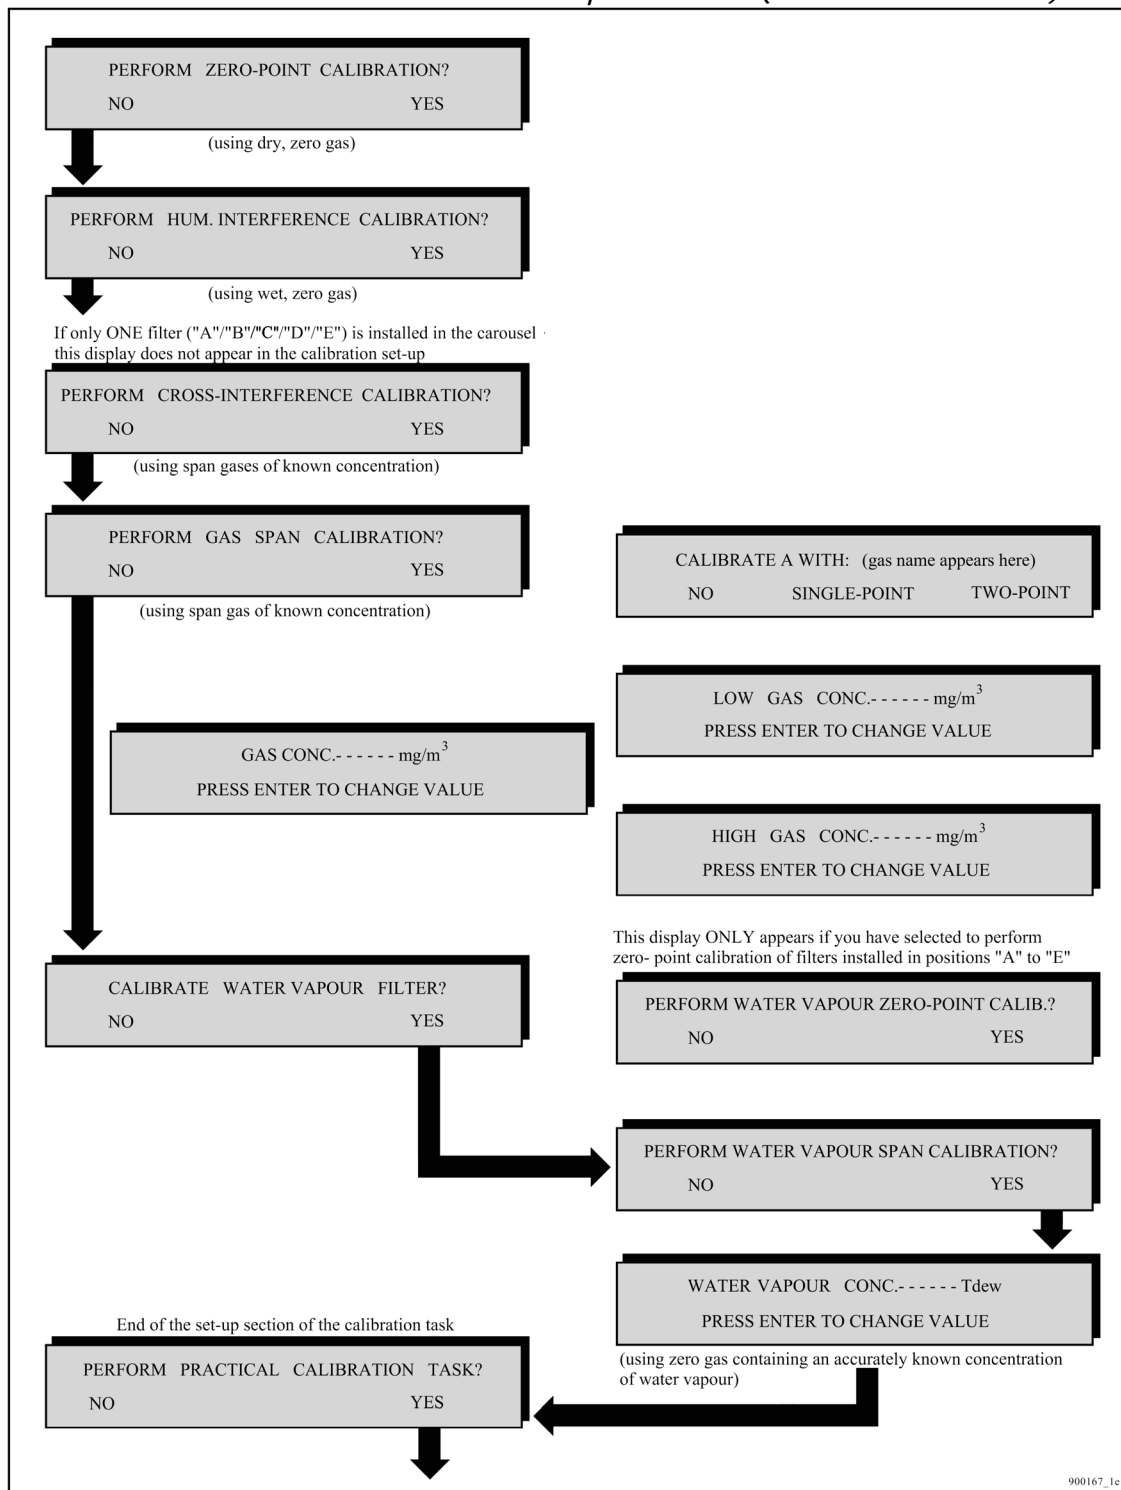 PERFORM ZERO-POINT CALIBRATION?
NO YES
(using dry, zero gas)
PERFORM HUM. INTERFERENCE CALIBRATION?
NO YES
(using wet, zero gas)
If only ONE filter ("A"/"B"/"C"/"D"/"E") is installed in the carousel
this display does not appear in the calibration set-up
PERFORM CROSS-INTERFERENCE CALIBRATION?
NO YES
(using span gases of known concentration)
PERFORM GAS SPAN CALIBRATION?
NO YES
(using span gas of known concentration)
CALIBRATE A WITH: (gas name appears here)
NO SINGLE-POINT TWO-POINT
LOW GAS CONC.- - - - - - mg/m³
PRESS ENTER TO CHANGE VALUE
GAS CONC.- - - - - - mg/m³
PRESS ENTER TO CHANGE VALUE
HIGH GAS CONC.- - - - - - mg/m³
PRESS ENTER TO CHANGE VALUE
This display ONLY appears if you have selected to perform
zero- point calibration of filters installed in positions "A" to "E"
CALIBRATE WATER VAPOUR FILTER?
NO YES
PERFORM WATER VAPOUR ZERO-POINT CALIB.?
NO YES
PERFORM WATER VAPOUR SPAN CALIBRATION?
NO YES
WATER VAPOUR CONC.- - - - - - Tdew
PRESS ENTER TO CHANGE VALUE
(using zero gas containing an accurately known concentration
of water vapour)
End of the set-up section of the calibration task
PERFORM PRACTICAL CALIBRATION TASK?
NO YES
900167_1e